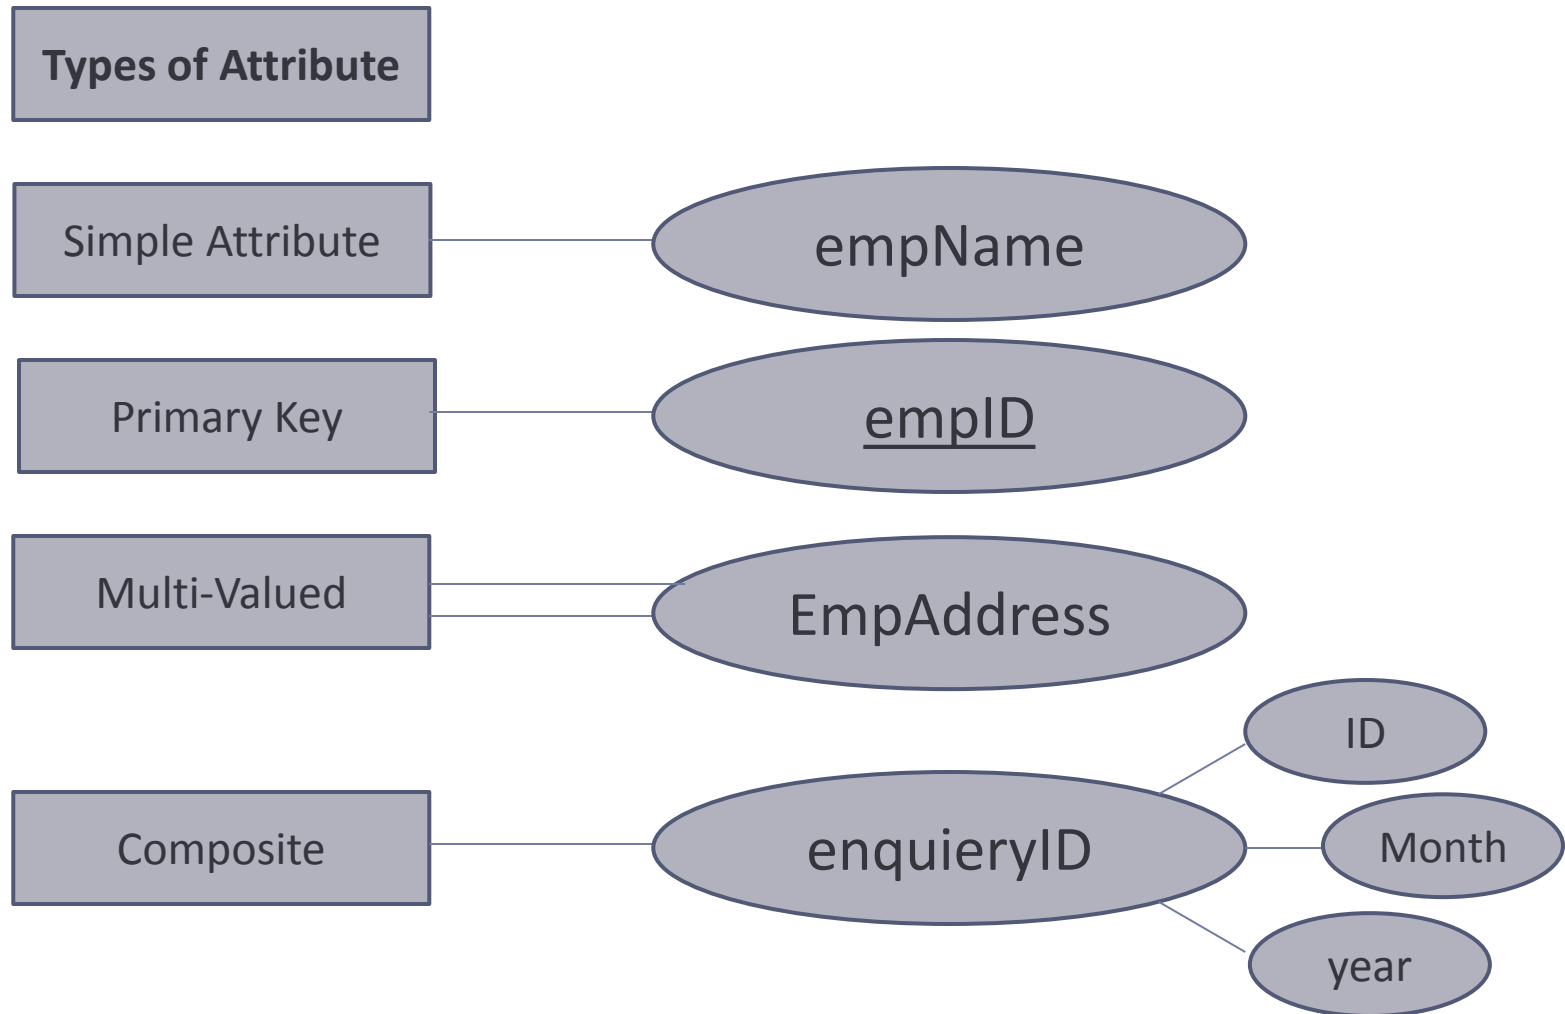 Types of Attribute
Simple Attribute
empName
Primary Key
empID
Multi-Valued
EmpAddress
ID
Composite
enquieryID
Month
year